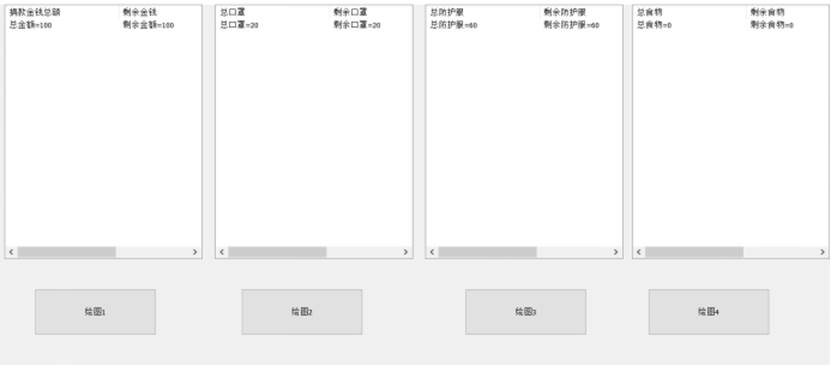 捐款金钱总额 剩余金钱
总金额=100 剩余金额=100
总口罩 剩余口罩
总口罩=20 剩余口罩=20
总防护服 剩余防护服
总防护服=60 剩余防护服=60
总食物 剩余食物
总食物=0 剩余食物=0
绘图1
绘图2
绘图3
绘图4